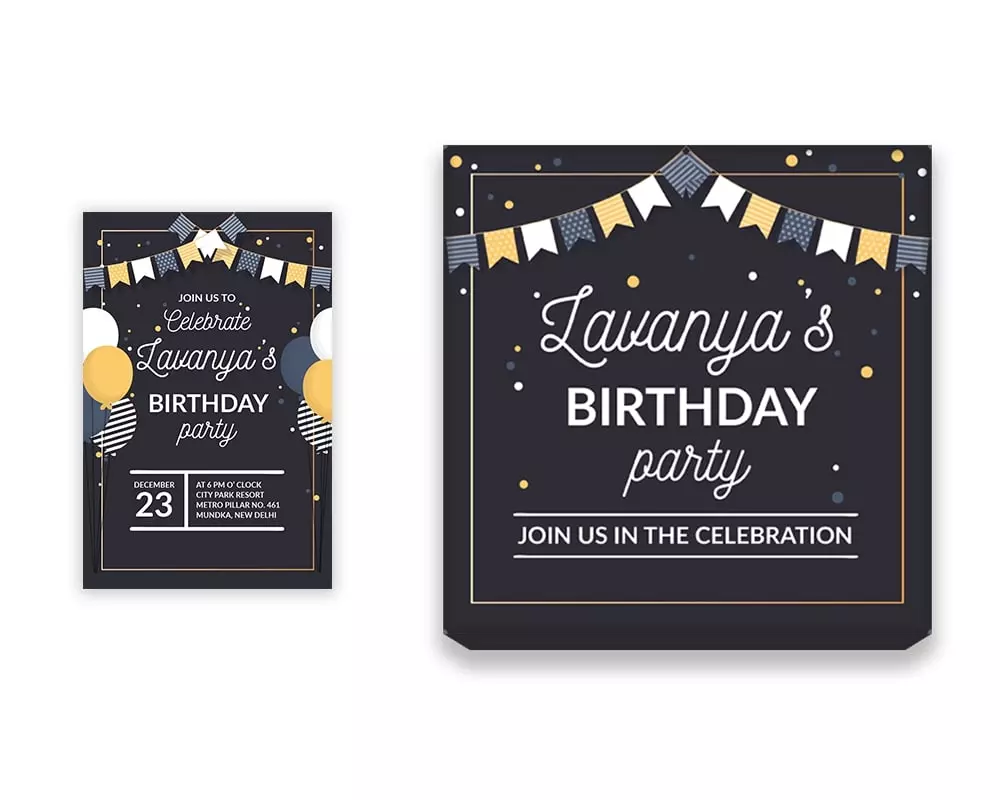 JOIN US TO
Celebrate
Lavanya's
BIRTHDAY
party
DECEMBER
23
AT 6 PM O' CLOCK
CITY PARK RESORT
METRO PILLAR NO. 461
MUNDKA, NEW DELHI
Lavanya's
BIRTHDAY
party
JOIN US IN THE CELEBRATION